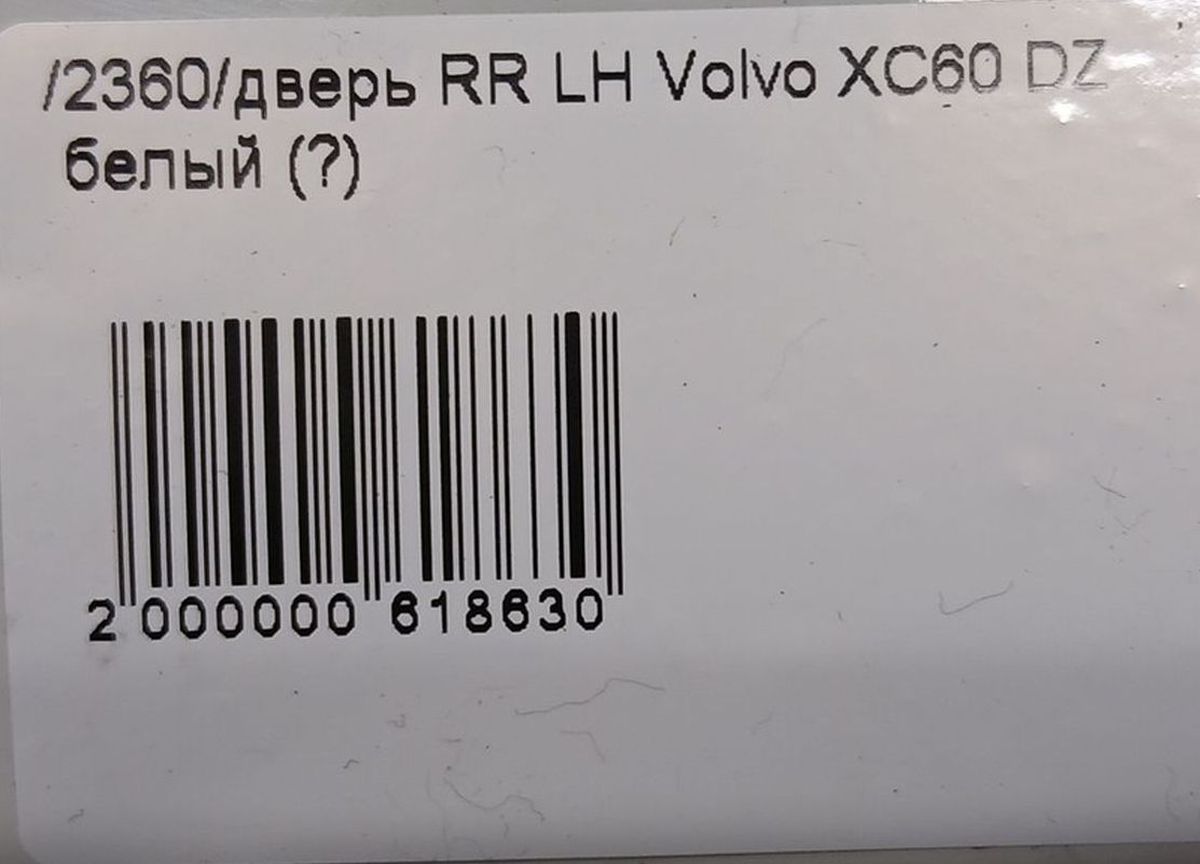 /2360/дверь RR LH Volvo XC60 DZ
белый (?)
2 000000 618630